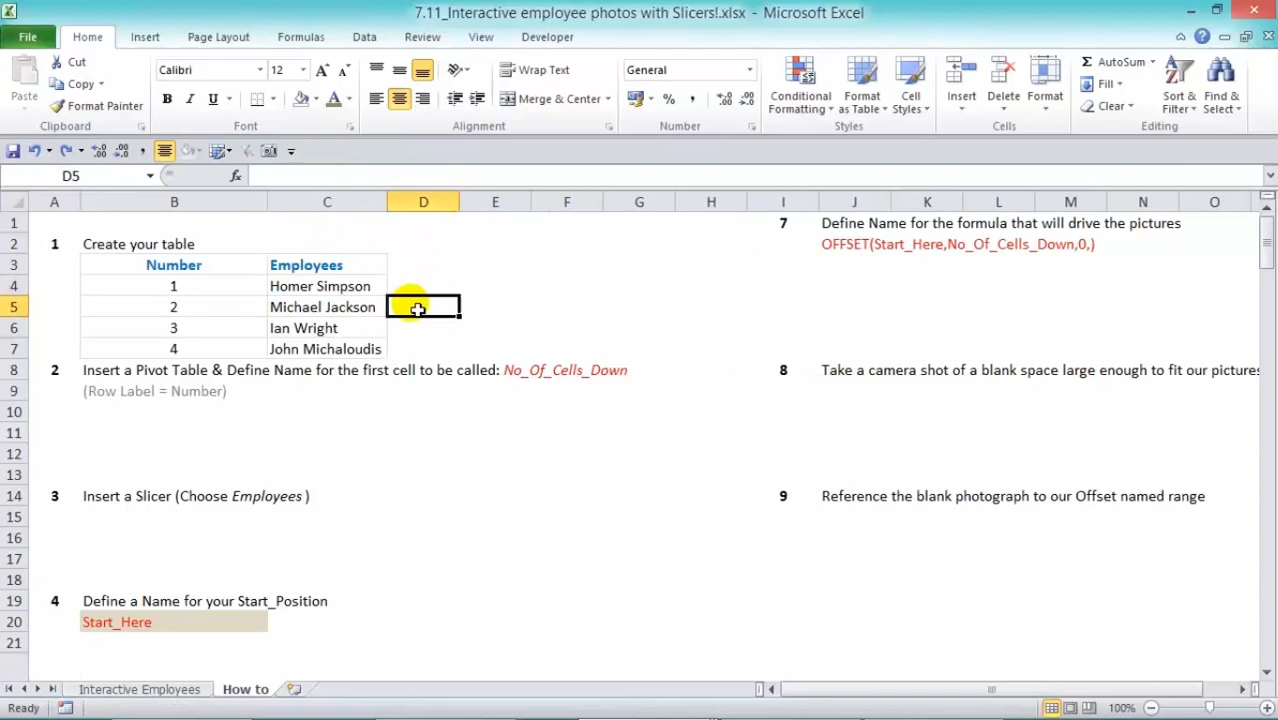 7.11_Interactive employee photos with Slicers!.xlsx - Microsoft Excel
File Home Insert Page Layout Formulas Data Review View Developer
Cut
Copy
Format Painter
Paste
Calibri 12
B I U
Wrap Text
Merge & Center
General
Conditional Formatting
Format as Table
Cell Styles
Insert
Delete
Format
AutoSum
Fill
Clear
Sort & Filter
Find & Select
Clipboard Font Alignment Number Styles Cells Editing
D5 fx
A B C D E F G H I J K L M N O
1 7 Define Name for the formula that will drive the pictures
2 1 Create your table OFFSET(Start_Here,No_Of_Cells_Down,0,)
3 Number Employees
4 1 Homer Simpson
5 2 Michael Jackson
6 3 Ian Wright
7 4 John Michaloudis
8 2 Insert a Pivot Table & Define Name for the first cell to be called: No_Of_Cells_Down 8 Take a camera shot of a blank space large enough to fit our pictures
9 (Row Label = Number)
10
11
12
13
14 3 Insert a Slicer (Choose Employees ) 9 Reference the blank photograph to our Offset named range
15
16
17
18
19 4 Define a Name for your Start_Position
20 Start_Here
21
Interactive Employees How to
Ready 100%